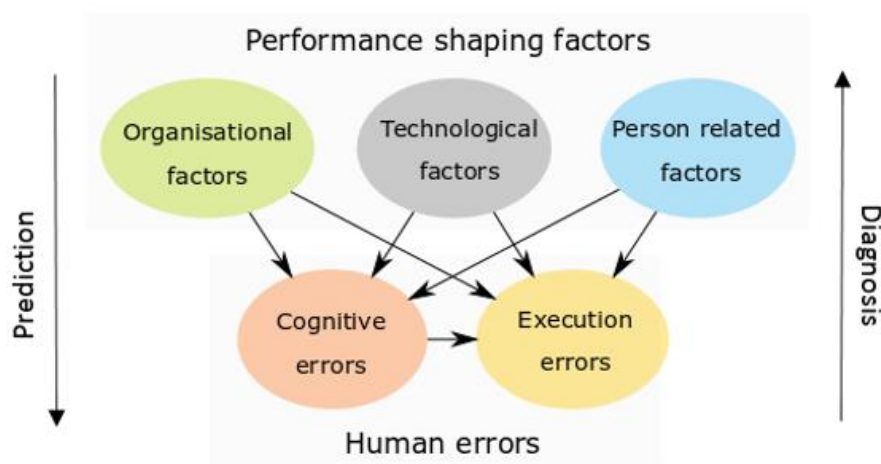 Performance shaping factors
Organisational
factors
Technological
factors
Person related
factors
Prediction
Diagnosis
Cognitive
errors
Execution
errors
Human errors